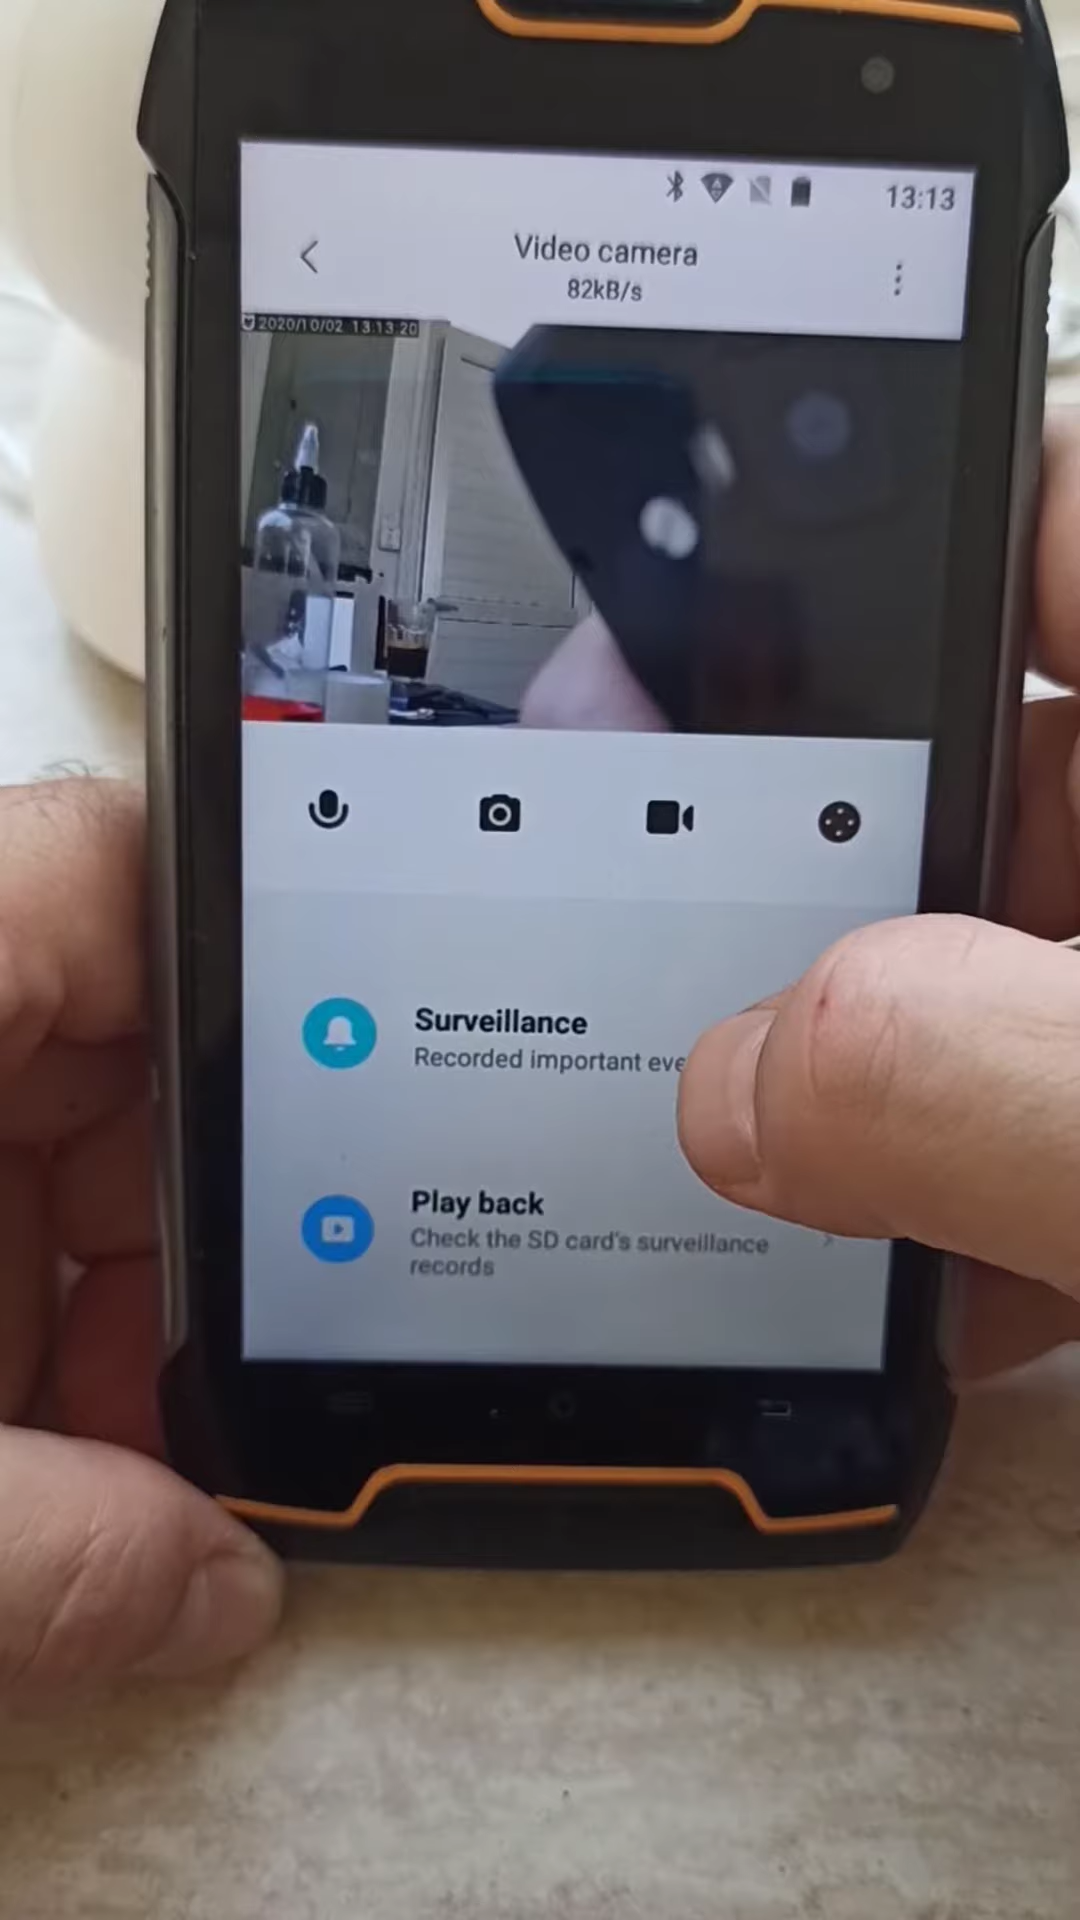 13:13
Video camera
82kB/s
2020/10/02 13:13:20
Surveillance
Recorded important eve
Play back
Check the SD card's surveillance
records